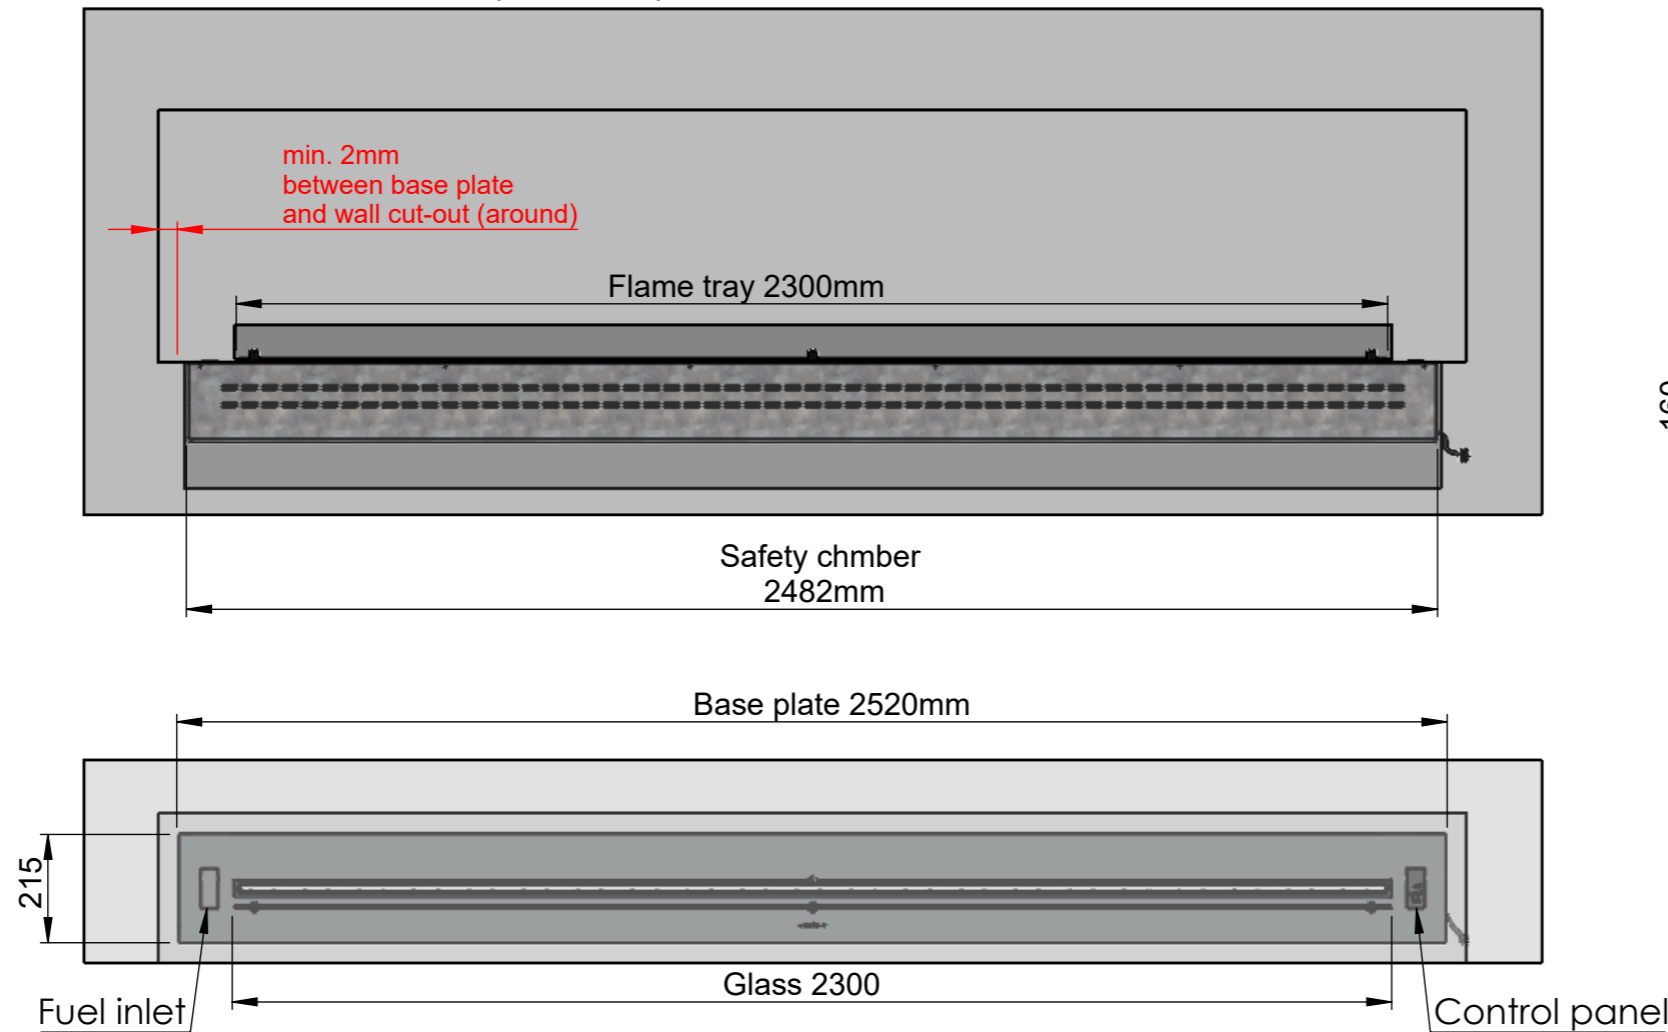 min. 2mm
between base plate
and wall cut-out (around)
Flame tray 2300mm
Safety chmber
2482mm
Base plate 2520mm
215
Glass 2300
Fuel inlet
Control panel